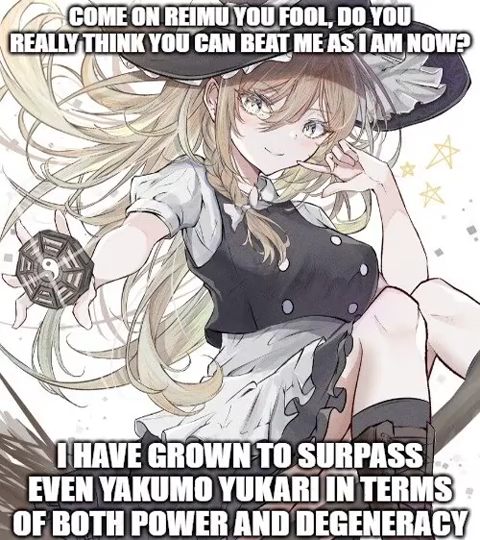 COME ON REIMU YOU FOOL, DO YOU
REALLY THINK YOU CAN BEAT ME AS I AM NOW?
I HAVE GROWN TO SURPASS
EVEN YAKUMO YUKARI IN TERMS
OF BOTH POWER AND DEGENERACY